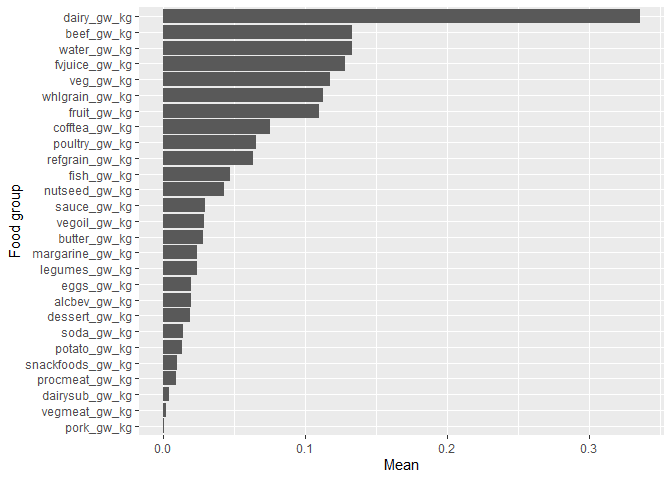 dairy_gw_kg
beef_gw_kg
water_gw_kg
fvjuice_gw_kg
veg_gw_kg
whlgrain_gw_kg
fruit_gw_kg
cofftea_gw_kg
poultry_gw_kg
refgrain_gw_kg
fish_gw_kg
nutseed_gw_kg
sauce_gw_kg
vegoil_gw_kg
butter_gw_kg
margarine_gw_kg
legumes_gw_kg
eggs_gw_kg
alcbev_gw_kg
dessert_gw_kg
soda_gw_kg
potato_gw_kg
snackfoods_gw_kg
procmeat_gw_kg
dairysub_gw_kg
vegmeat_gw_kg
pork_gw_kg
Food group
0.0 0.1 0.2 0.3
Mean